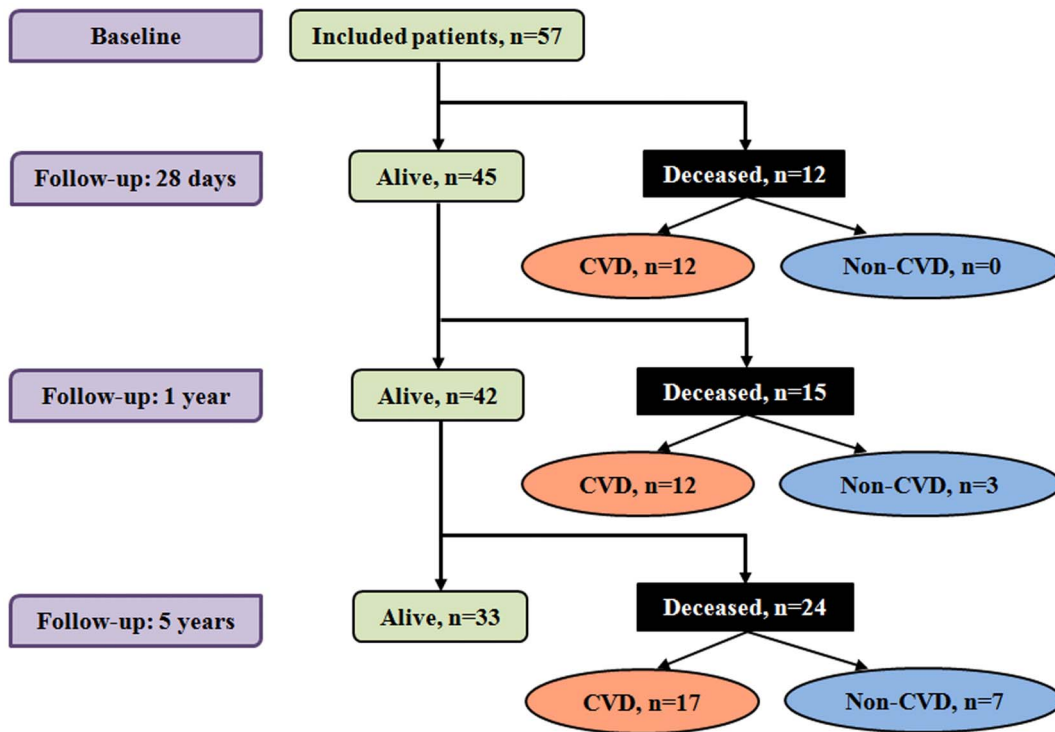 Baseline
Included patients, n=57
Follow-up: 28 days
Alive, n=45
Deceased, n=12
CVD, n=12
Non-CVD, n=0
Follow-up: 1 year
Alive, n=42
Deceased, n=15
CVD, n=12
Non-CVD, n=3
Follow-up: 5 years
Alive, n=33
Deceased, n=24
CVD, n=17
Non-CVD, n=7